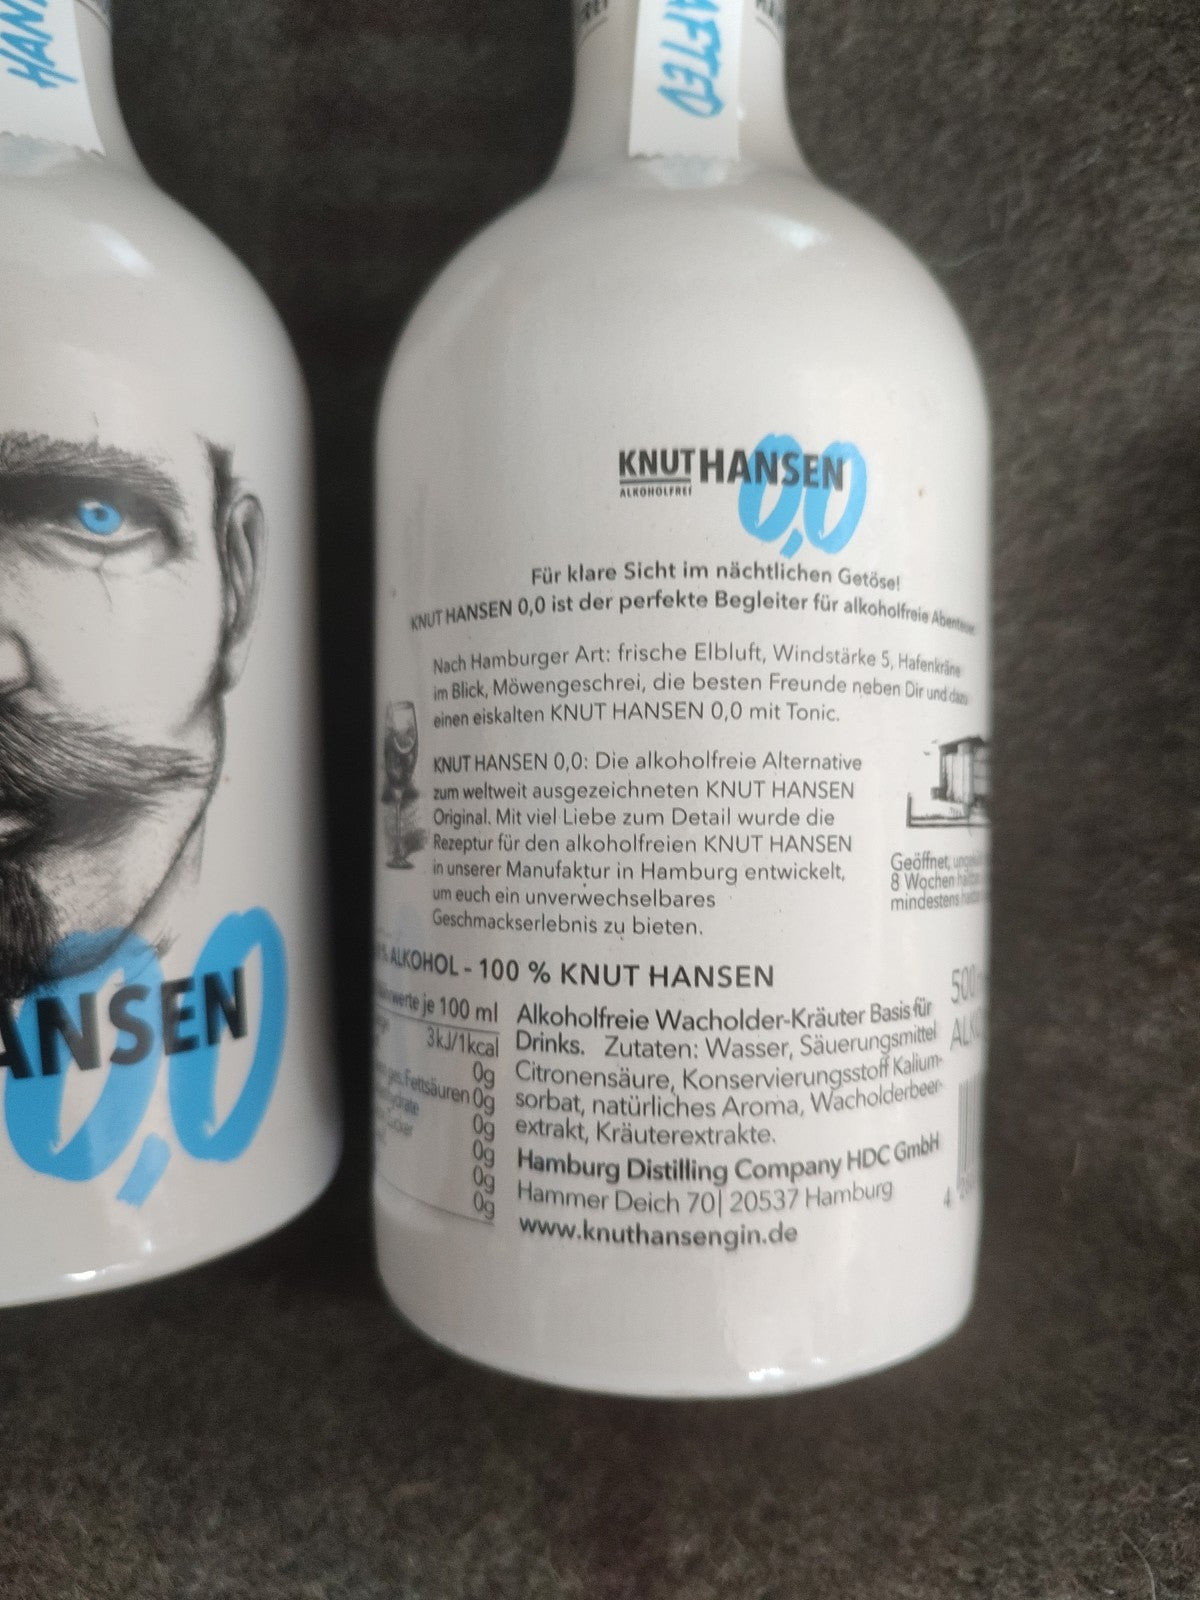 HAN
AFTED
KNUT HANSEN
ALKOHOLFREI
0,0
Für klare Sicht im nächtlichen Getöse!
KNUT HANSEN 0,0 ist der perfekte Begleiter für alkoholfreie
Nach Hamburger Art: frische Elbluft, Windstärke 5, Hafenkräne
im Blick, Möwengeschrei, die besten Freunde neben Dir und dazu
einen eiskalten KNUT HANSEN 0,0 mit Tonic.
KNUT HANSEN 0,0: Die alkoholfreie Alternative
zum weltweit ausgezeichneten KNUT HANSEN
Original. Mit viel Liebe zum Detail wurde die
Rezeptur für den alkoholfreien KNUT HANSEN
in unserer Manufaktur in Hamburg entwickelt,
um euch ein unverwechselbares
Geschmackserlebnis zu bieten.
Geöffnet,
8 Wochen
mindestens
% ALKOHOL - 100 % KNUT HANSEN
je 100 ml
3kJ/1kcal
0g
Fettsäuren 0g
0g
0g
0g
0g
Alkoholfreie Wacholder-Kräuter Basis für
Drinks. Zutaten: Wasser, Säuerungsmittel
Citronensäure, Konservierungsstoff Kalium-
sorbat, natürliches Aroma, Wacholderbeer-
extrakt, Kräuterextrakte.
Hamburg Distilling Company HDC GmbH
Hammer Deich 70| 20537 Hamburg
www.knuthansengin.de
500
ALKO
4
ANSEN
0,0